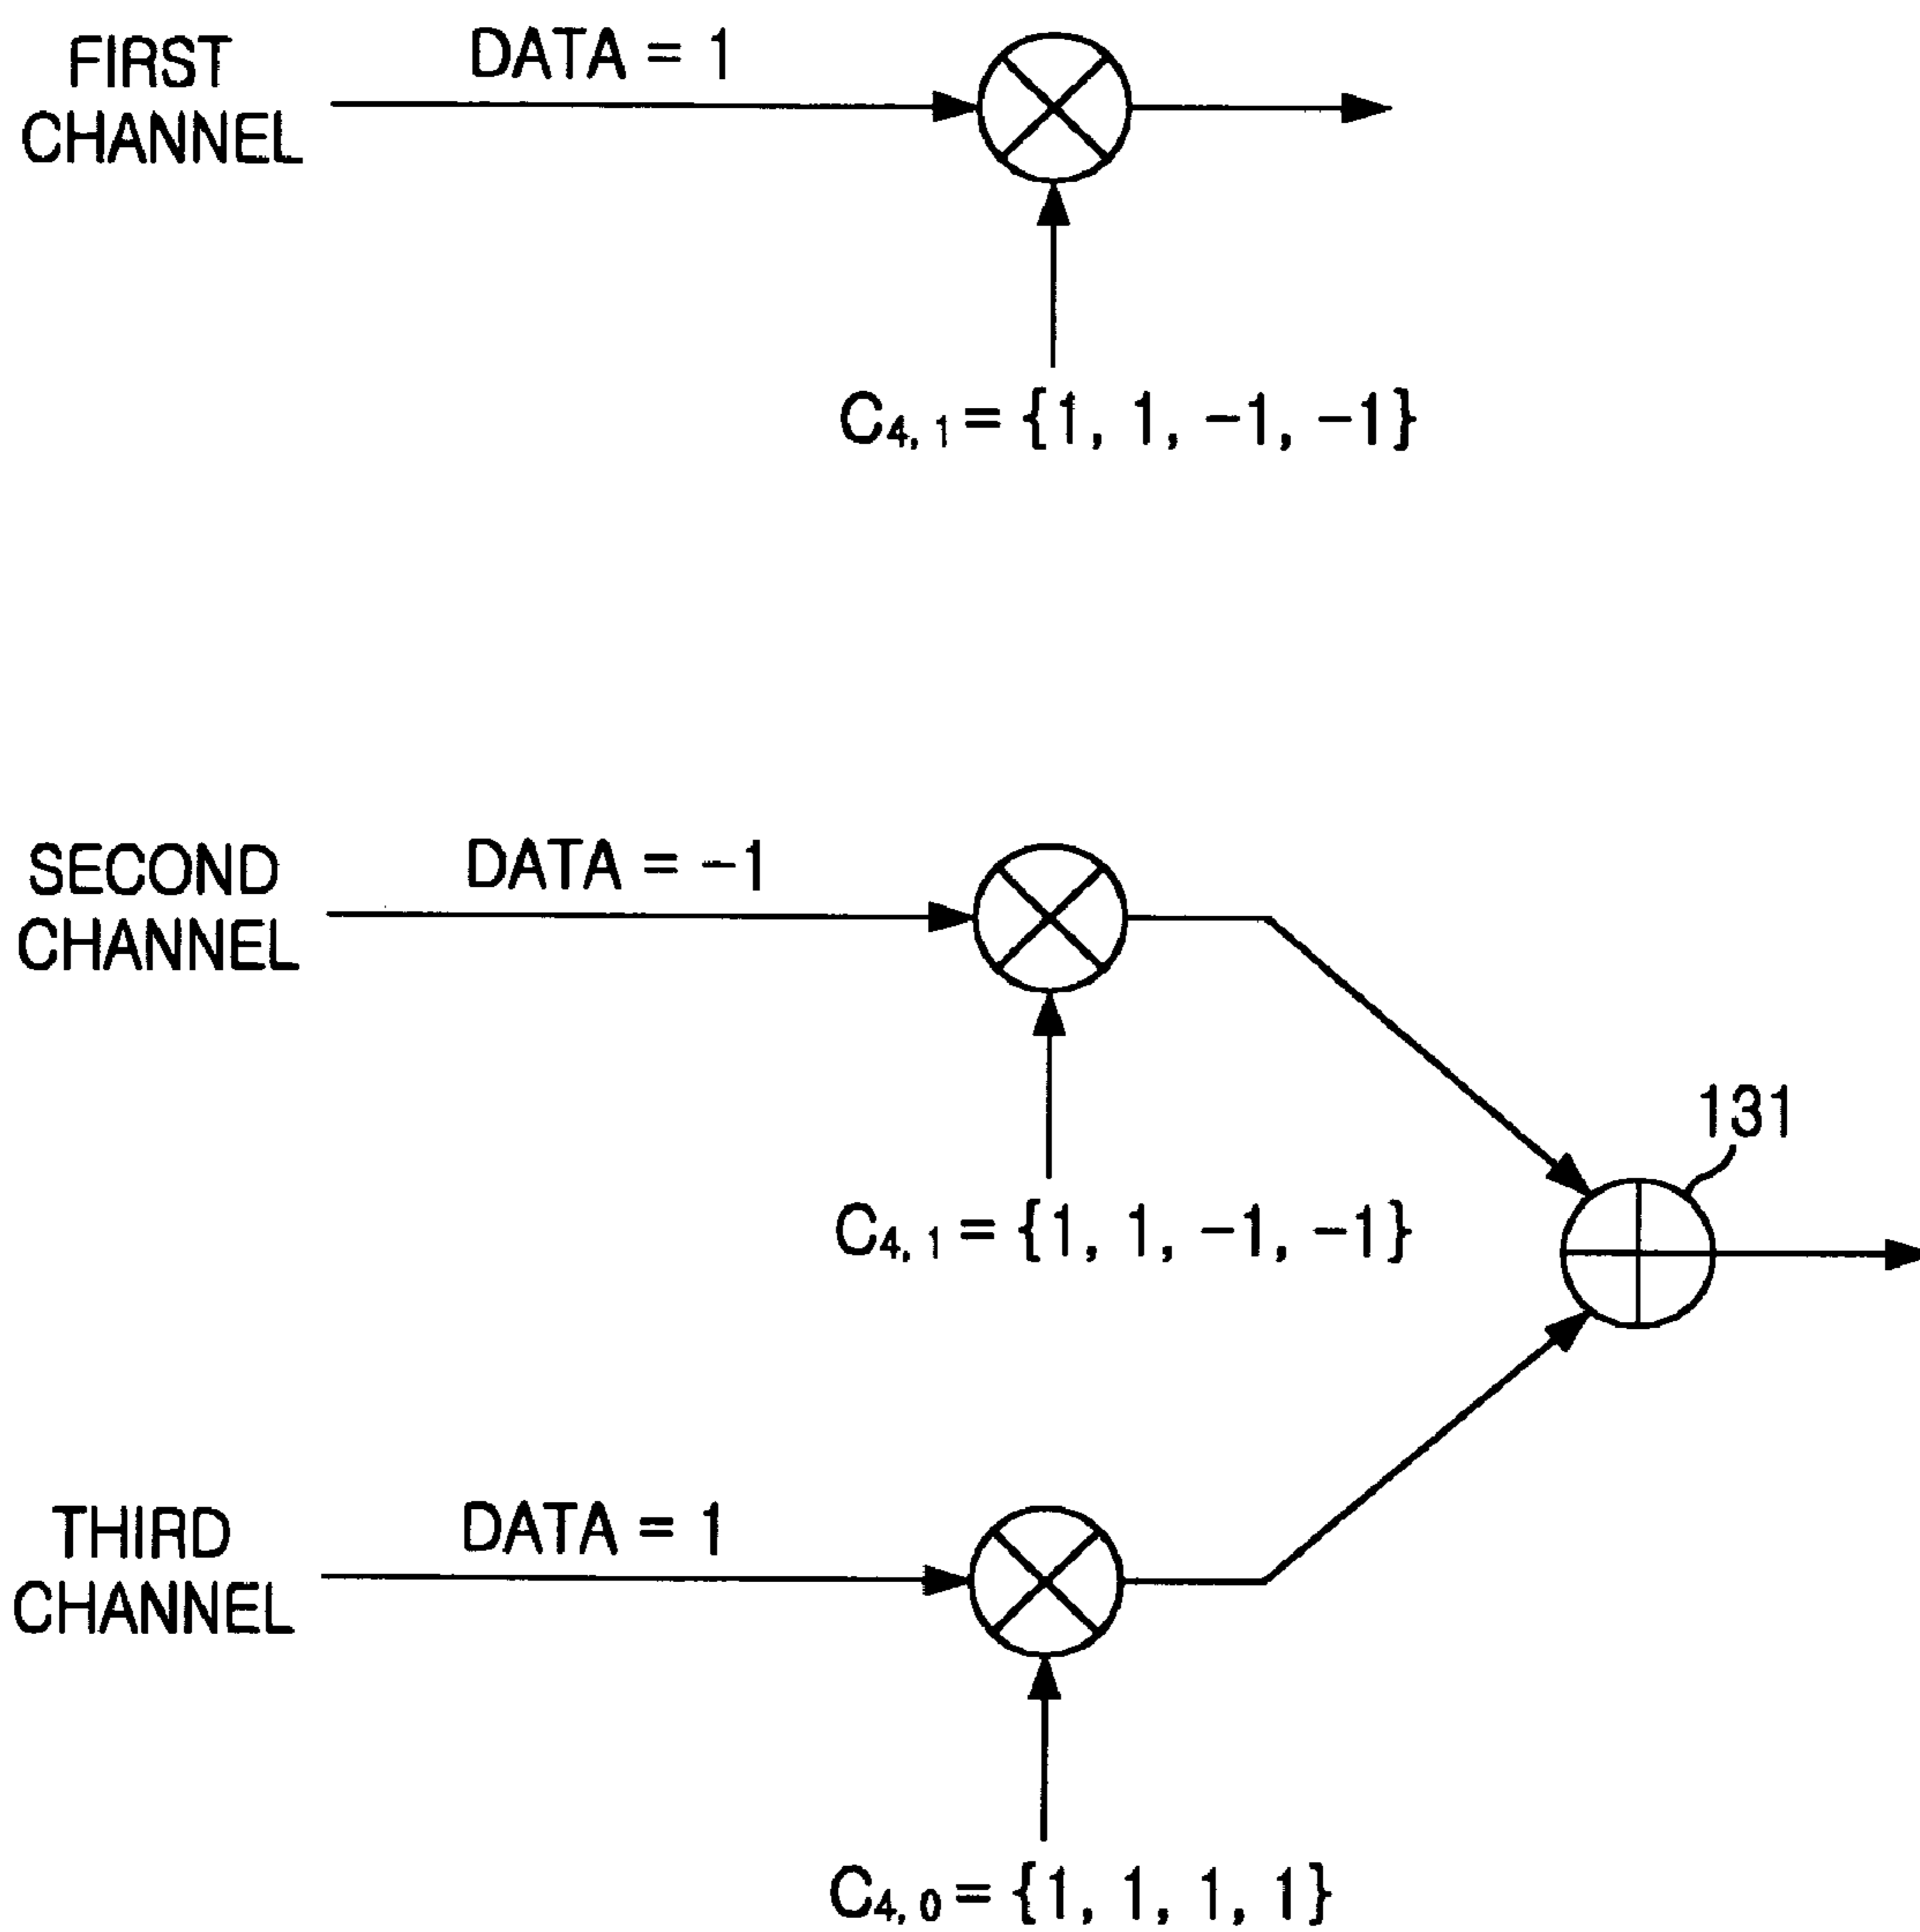 FIRST
CHANNEL
DATA = 1
C4, 1 = {1, 1, −1, −1}
SECOND
CHANNEL
DATA = −1
C4, 1 = {1, 1, −1, −1}
131
THIRD
CHANNEL
DATA = 1
C4, 0 = {1, 1, 1, 1}